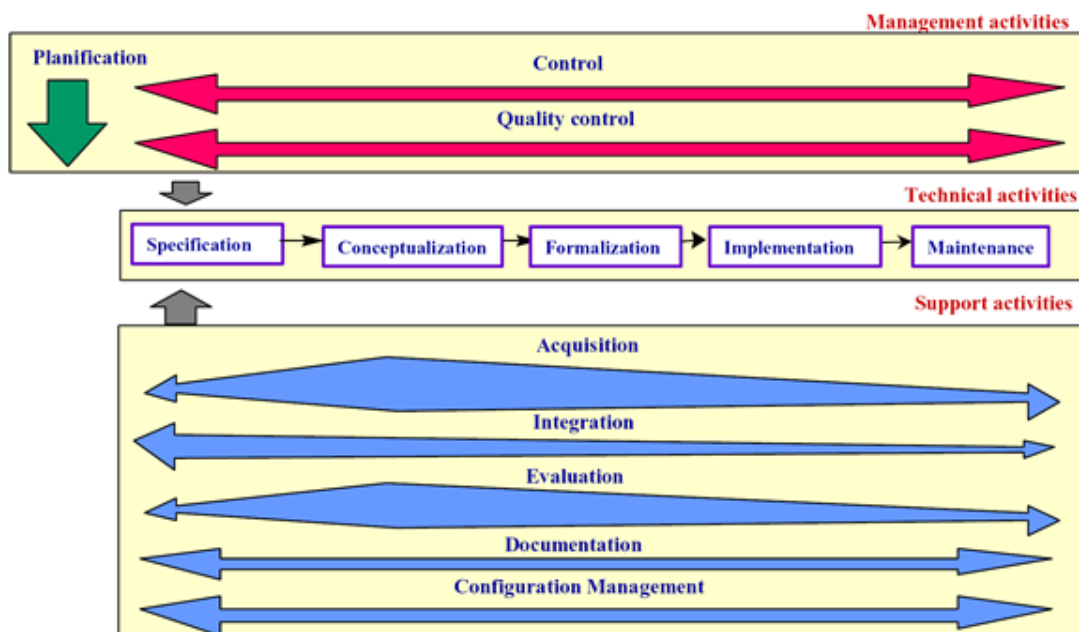 Management activities
Planification
Control
Quality control
Technical activities
Specification
Conceptualization
Formalization
Implementation
Maintenance
Support activities
Acquisition
Integration
Evaluation
Documentation
Configuration Management